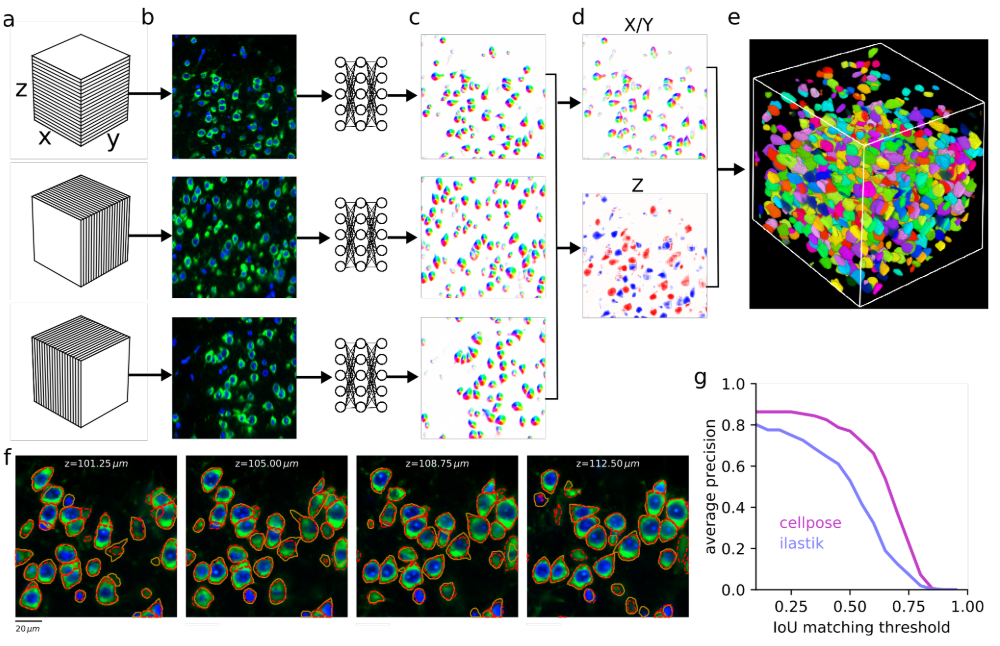 a
b
c
d
e
X/Y
z
x
y
Z
g
1.0
0.8
0.6
0.4
0.2
0.0
average precision
cellpose
ilastik
0.25
0.50
0.75
1.00
IoU matching threshold
f
z=101.25 μm
z=105.00 μm
z=108.75 μm
z=112.50 μm
20 μm